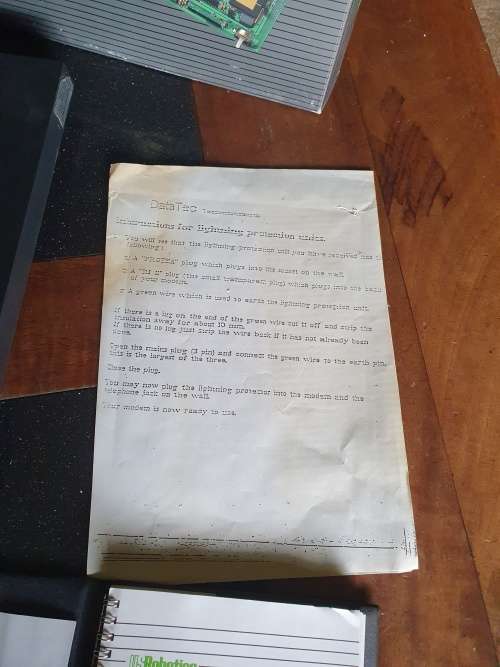 DataTec
Instructions for lightning protection units.
You will see that the lightning protection unit you have received has
following:
A "PROTEA" plug which plugs into the socket on the wall.
A "RJ 11" plug (the small transparent plug) which plugs into the back
of your modem.
A green wire which is used to earth the lightning protection unit.
If there is a lug on the end of the green wire cut it off and strip the
insulation away for about 10 mm.
If there is no lug just strip the wire back if it has not already been
done.
Open the mains plug (3 pin) and connect the green wire to the earth pin,
this is the largest of the three.
Close the plug.
You may now plug the lightning protector into the modem and the
telephone jack on the wall.
Your modem is now ready to use.
USRobotics